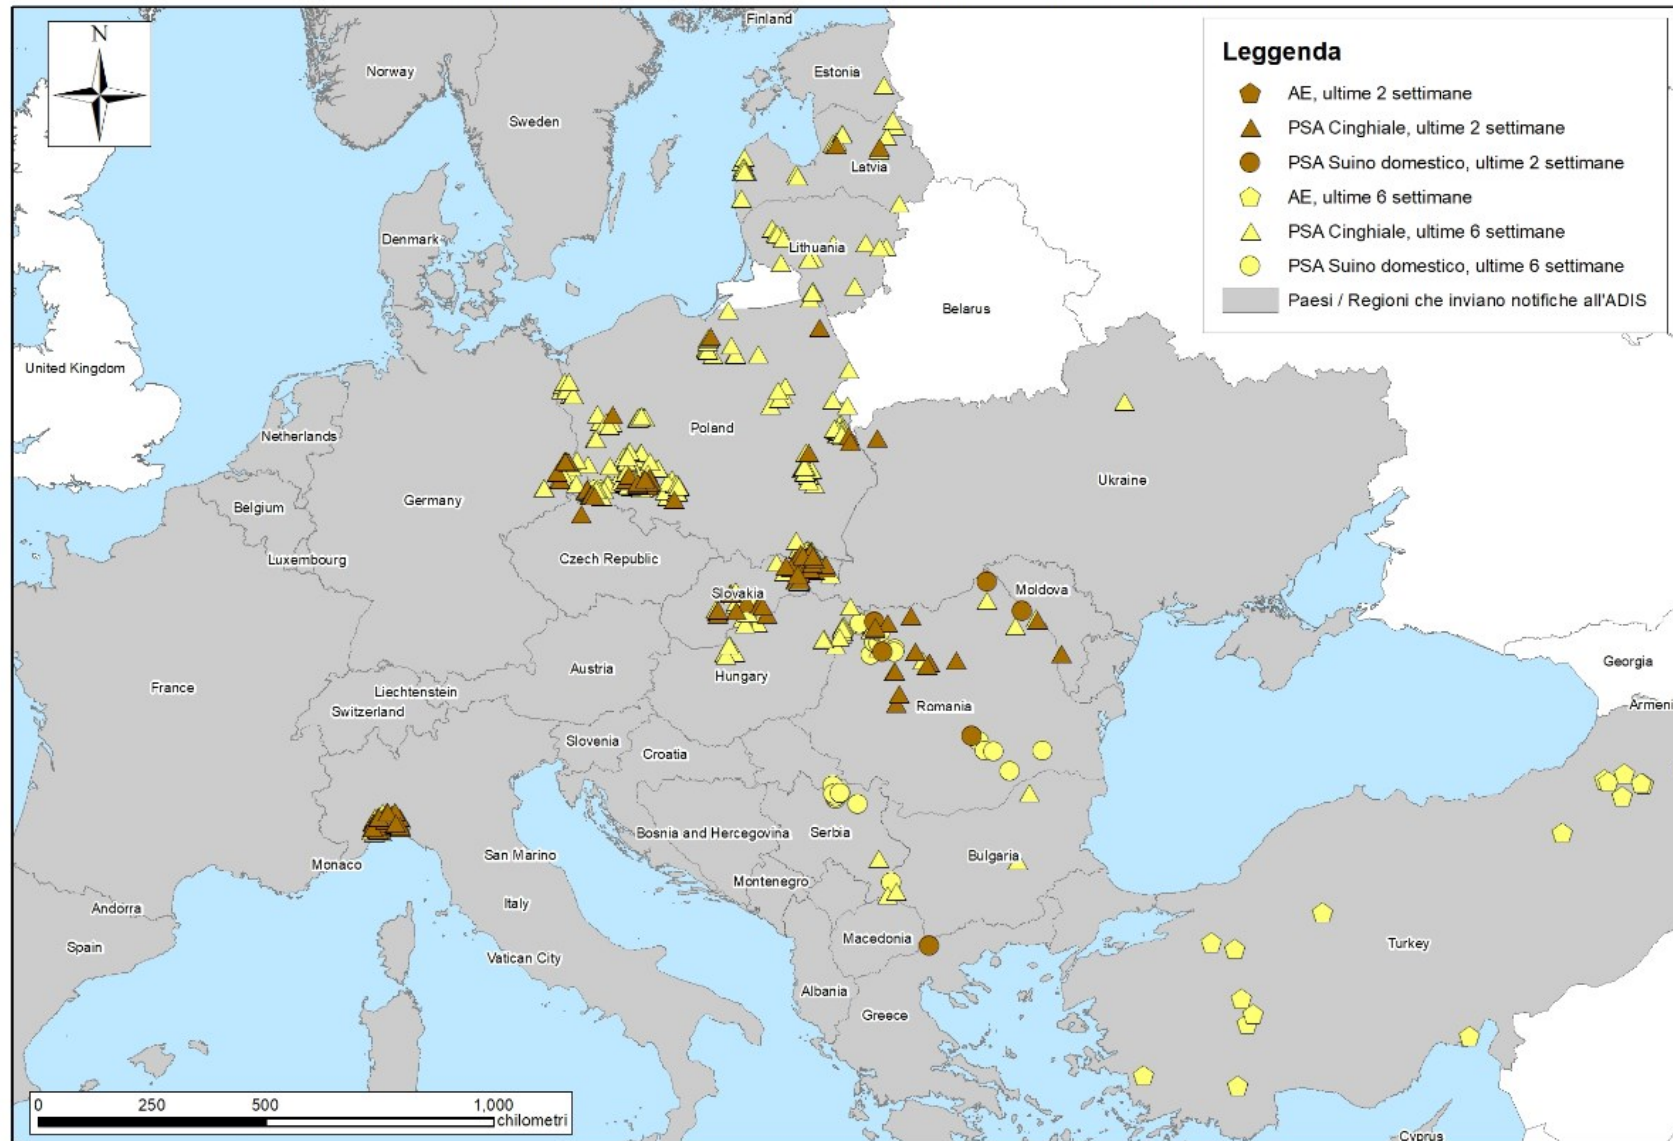 Finland
N
Norway
Estonia
Sweden
Latvia
Denmark
Lithuania
Belarus
United Kingdom
Netherlands
Poland
Ukraine
Germany
Belgium
Luxembourg
Czech Republic
Slovakia
Moldova
Austria
Hungary
France
Liechtenstein
Switzerland
Romania
Georgia
Armeni
Slovenia
Croatia
Bosnia and Hercegovina
Serbia
San Marino
Bulgaria
Monaco
Montenegro
Andorra
Italy
Spain
Macedonia
Turkey
Vatican City
Albania
Greece
Cyprus
Leggenda
AE, ultime 2 settimane
PSA Cinghiale, ultime 2 settimane
PSA Suino domestico, ultime 2 settimane
AE, ultime 6 settimane
PSA Cinghiale, ultime 6 settimane
PSA Suino domestico, ultime 6 settimane
Paesi / Regioni che inviano notifiche all'ADIS
0 250 500 1,000
chilometri